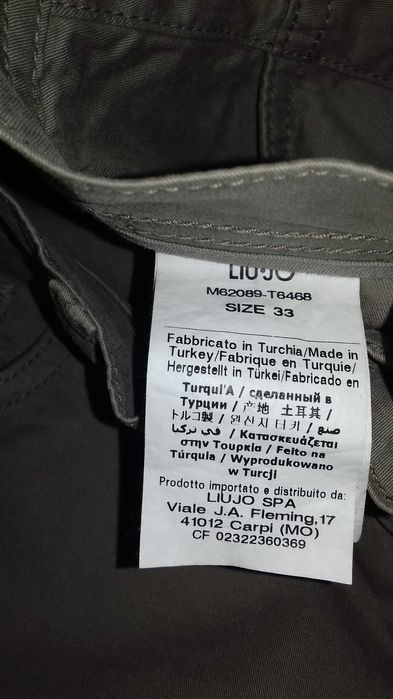 LIU·JO
M62089-T6468
SIZE 33
Fabbricato in Turchia/Made in
Turkey/Fabrique en Turquie/
Hergestellt in Türkei/Fabricado en
Turquí'A / сделанный в
Турции / 产地 土耳其 /
トルコ製 / 원산지 터키 / صنع
في تركيا / Κατασκευάζεται
στην Τουρκία / Feito na
Túrquia / Wyprodukowano
w Turcji
Prodotto importato e distribuito da:
LIUJO SPA
Viale J.A. Fleming,17
41012 Carpi (MO)
CF 02322360369